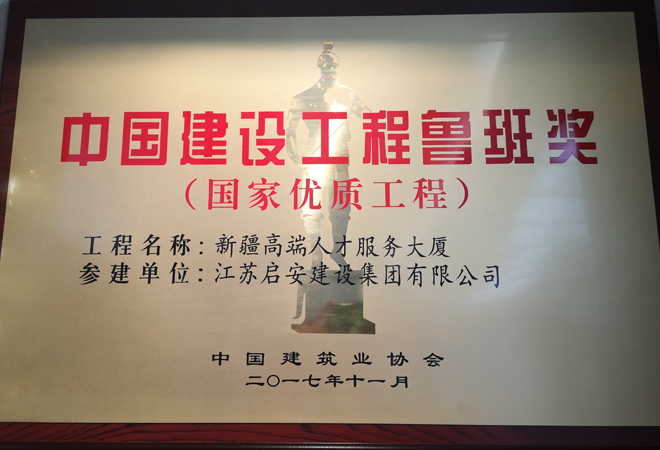 中国建设工程鲁班奖
（国家优质工程）
工程名称：新疆高端人才服务大厦
参建单位：江苏启安建设集团有限公司
中国建筑业协会
二〇一七年十一月